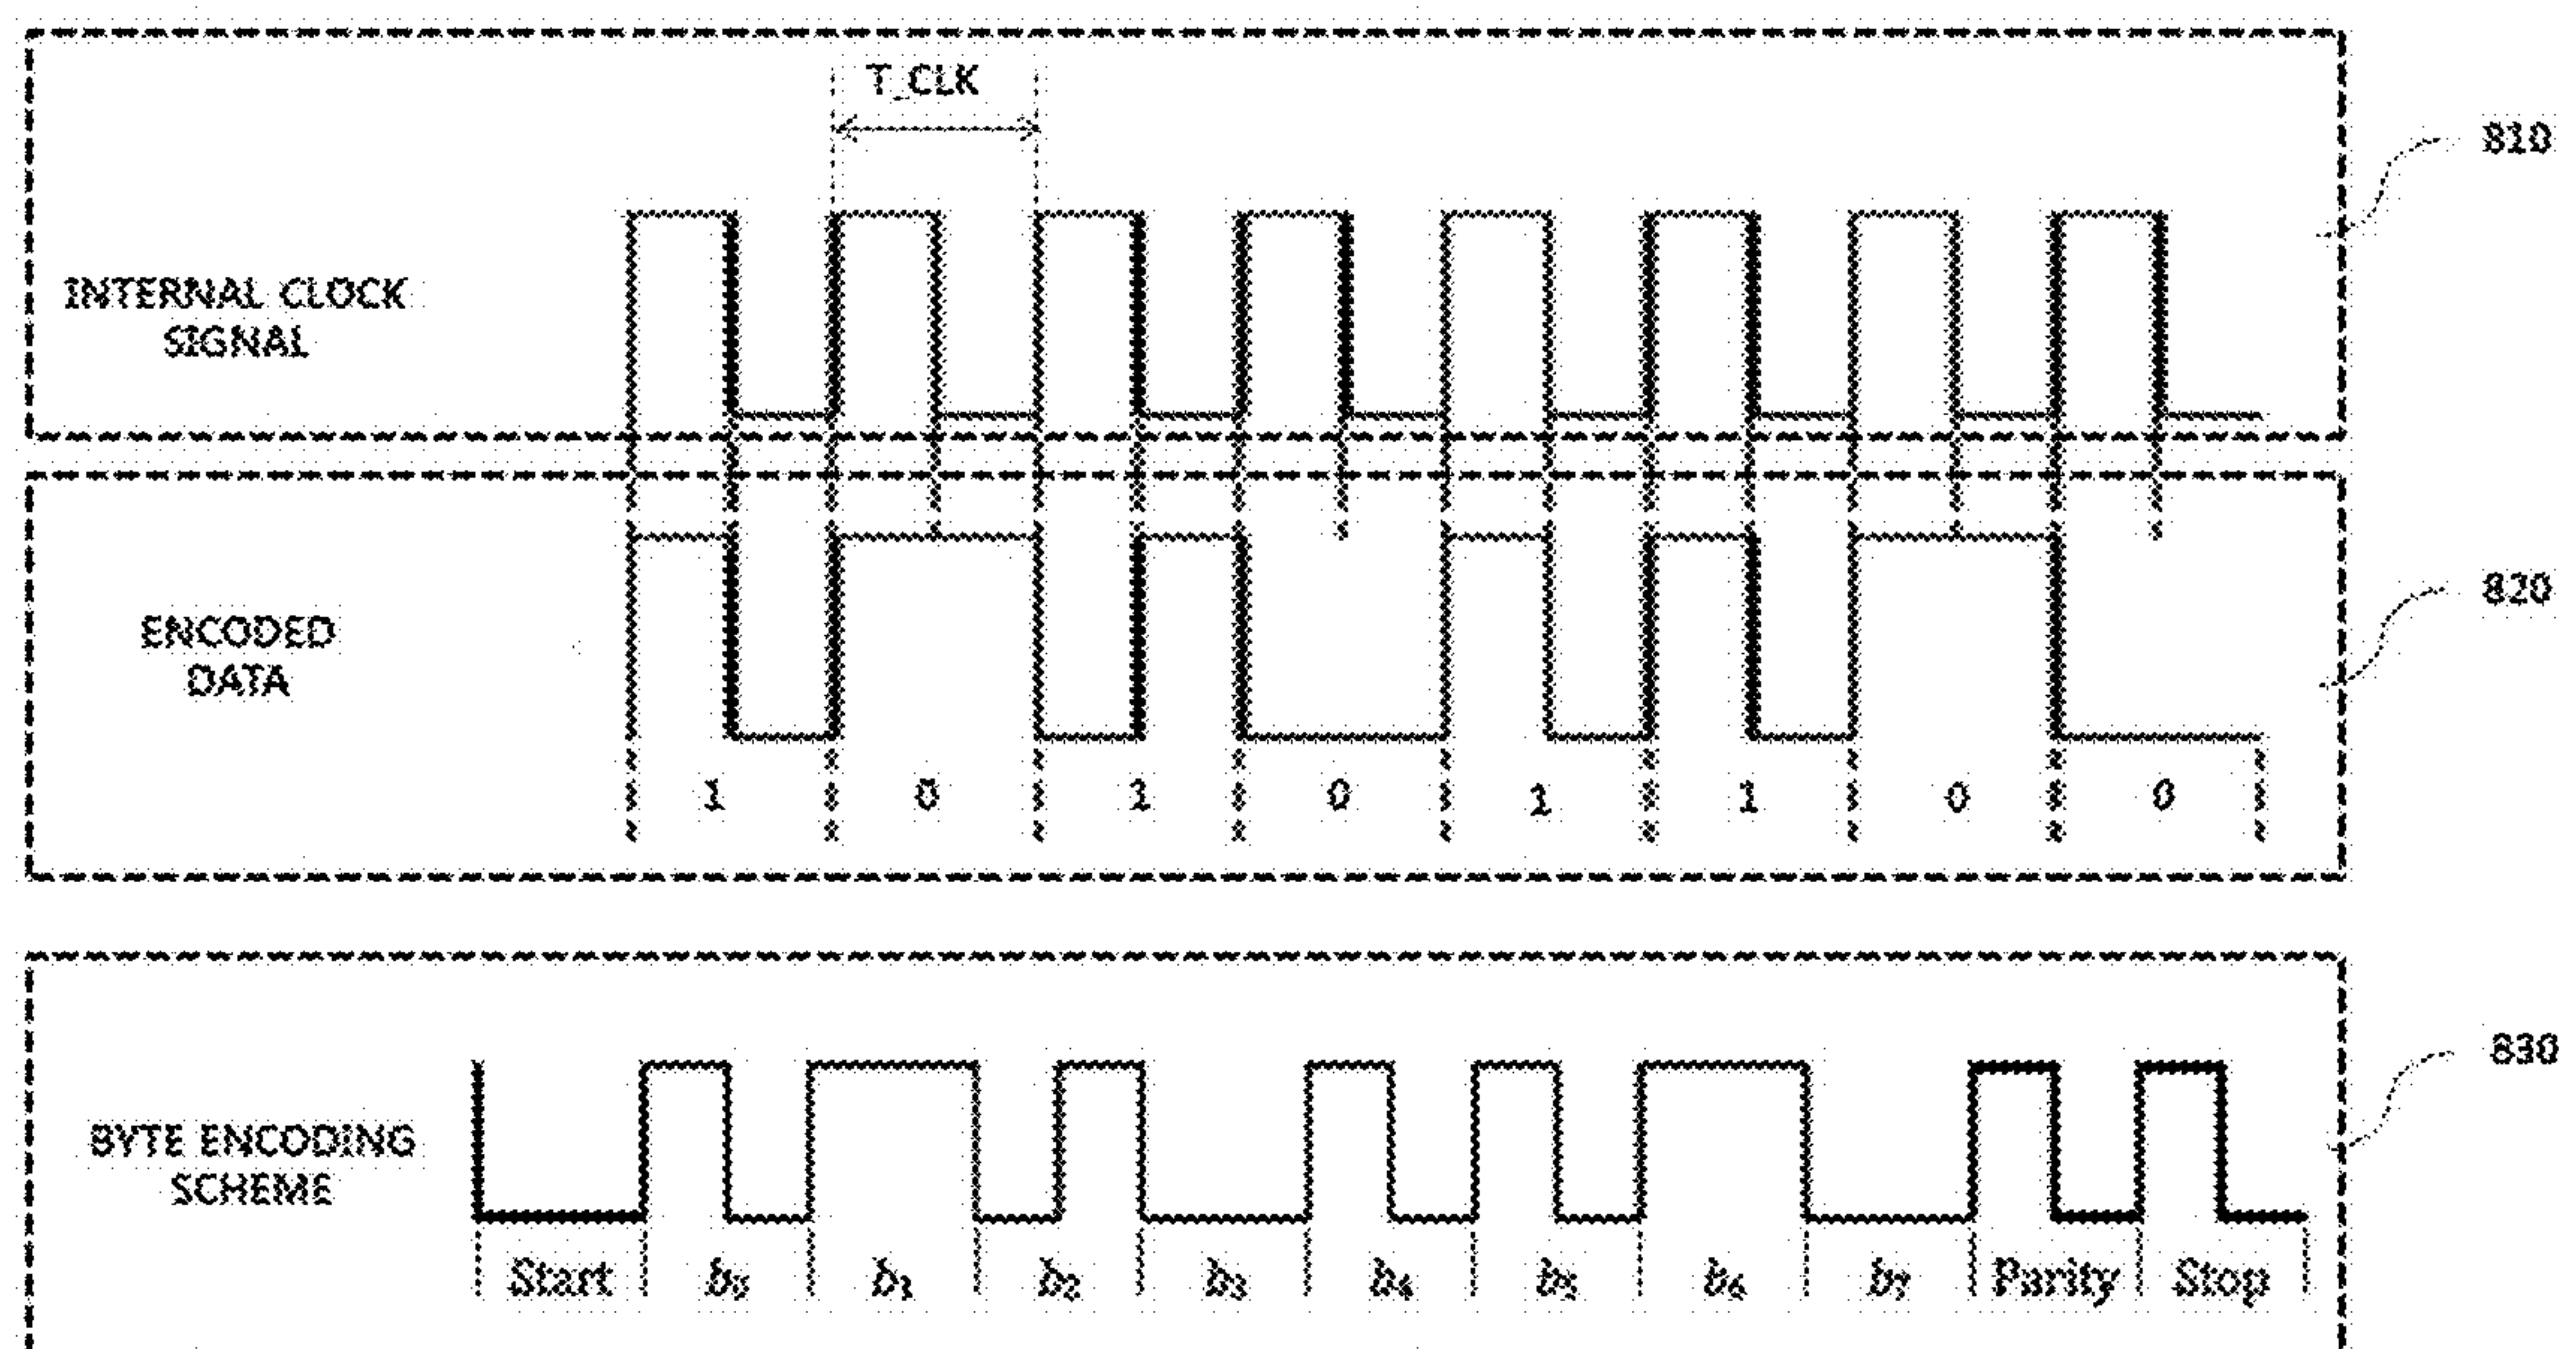 T_CLK
810
INTERNAL CLOCK
SIGNAL
820
ENCODED
DATA
1 0 1 0 1 1 0 0
830
BYTE ENCODING
SCHEME
Start b₀ b₁ b₂ b₃ b₄ b₅ b₆ b₇ Parity Stop